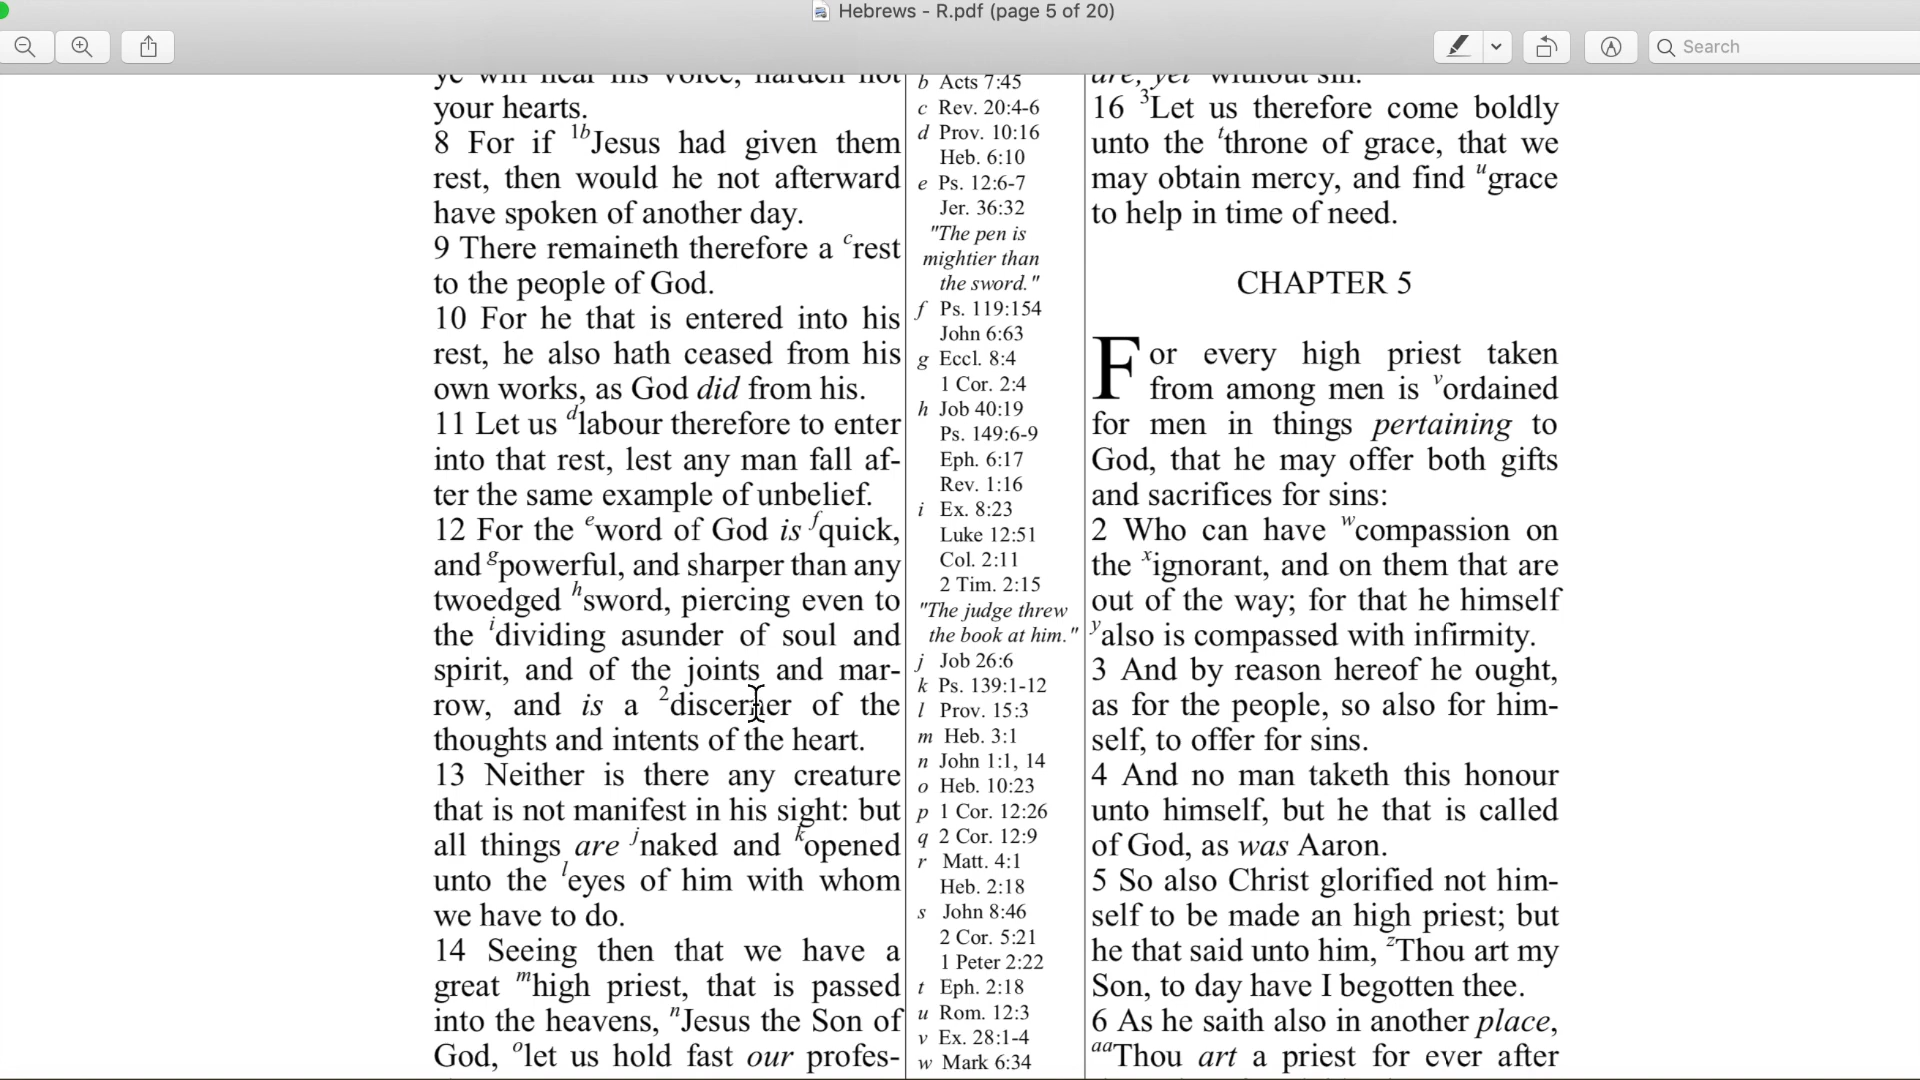 Hebrews - R.pdf (page 5 of 20)
Search
ye will hear his voice, harden not
your hearts.
8 For if 1bJesus had given them
rest, then would he not afterward
have spoken of another day.
9 There remaineth therefore a crest
to the people of God.
10 For he that is entered into his
rest, he also hath ceased from his
own works, as God did from his.
11 Let us dlabour therefore to enter
into that rest, lest any man fall af-
ter the same example of unbelief.
12 For the eword of God is fquick,
and gpowerful, and sharper than any
twoedged hsword, piercing even to
the idividing asunder of soul and
spirit, and of the joints and mar-
row, and is a 2discerner of the
thoughts and intents of the heart.
13 Neither is there any creature
that is not manifest in his sight: but
all things are jnaked and kopened
unto the leyes of him with whom
we have to do.
14 Seeing then that we have a
great mhigh priest, that is passed
into the heavens, nJesus the Son of
God, olet us hold fast our profes-
b Acts 7:45
c Rev. 20:4-6
d Prov. 10:16
Heb. 6:10
e Ps. 12:6-7
Jer. 36:32
"The pen is
mightier than
the sword."
f Ps. 119:154
John 6:63
g Eccl. 8:4
1 Cor. 2:4
h Job 40:19
Ps. 149:6-9
Eph. 6:17
Rev. 1:16
i Ex. 8:23
Luke 12:51
Col. 2:11
2 Tim. 2:15
"The judge threw
the book at him."
j Job 26:6
k Ps. 139:1-12
l Prov. 15:3
m Heb. 3:1
n John 1:1, 14
o Heb. 10:23
p 1 Cor. 12:26
q 2 Cor. 12:9
r Matt. 4:1
Heb. 2:18
s John 8:46
2 Cor. 5:21
1 Peter 2:22
t Eph. 2:18
u Rom. 12:3
v Ex. 28:1-4
w Mark 6:34
are, yet without sin.
16 3Let us therefore come boldly
unto the tthrone of grace, that we
may obtain mercy, and find ugrace
to help in time of need.
CHAPTER 5
For every high priest taken
from among men is vordained
for men in things pertaining to
God, that he may offer both gifts
and sacrifices for sins:
2 Who can have wcompassion on
the xignorant, and on them that are
out of the way; for that he himself
yalso is compassed with infirmity.
3 And by reason hereof he ought,
as for the people, so also for him-
self, to offer for sins.
4 And no man taketh this honour
unto himself, but he that is called
of God, as was Aaron.
5 So also Christ glorified not him-
self to be made an high priest; but
he that said unto him, zThou art my
Son, to day have I begotten thee.
6 As he saith also in another place,
aaThou art a priest for ever after